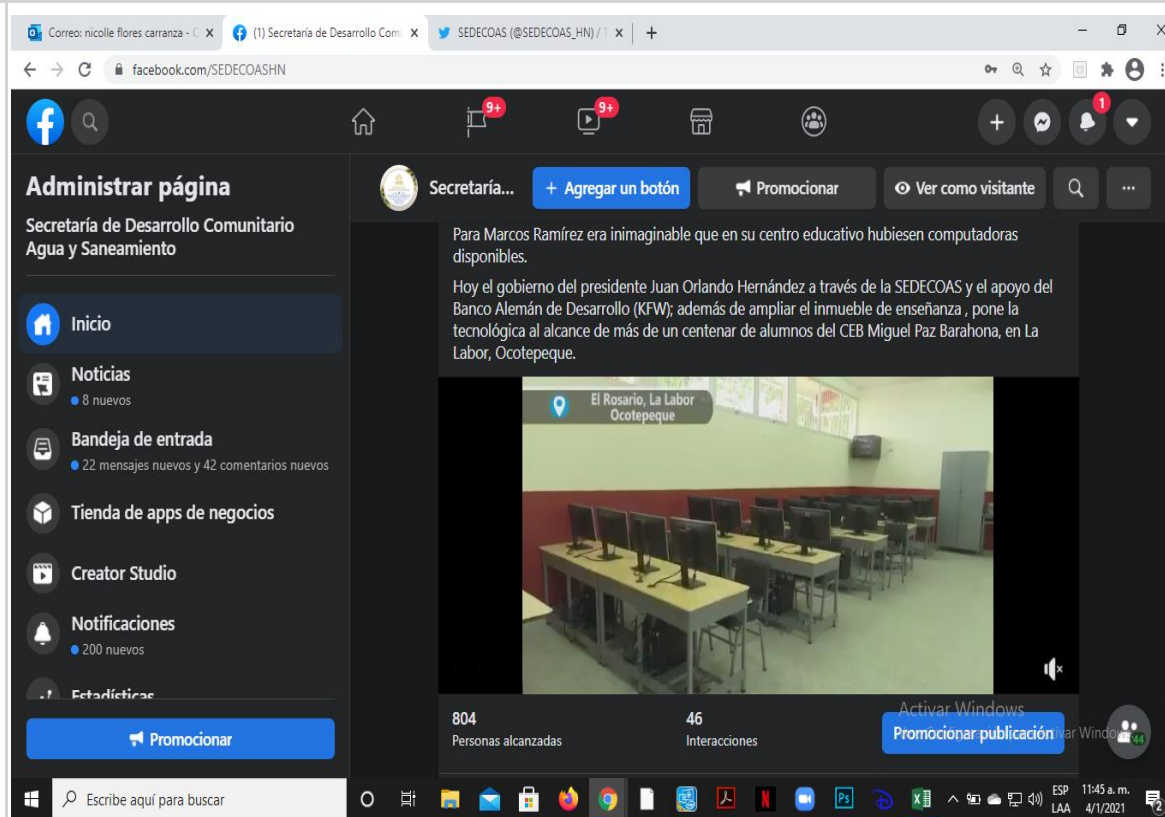 Correo: nicolle flores carranza - C
(1) Secretaría de Desarrollo Com
SEDECOAS (@SEDECOAS_HN) / T
facebook.com/SEDECOASHN
9+
9+
1
Administrar página
Secretaría de Desarrollo Comunitario
Agua y Saneamiento
Inicio
Noticias
8 nuevos
Bandeja de entrada
22 mensajes nuevos y 42 comentarios nuevos
Tienda de apps de negocios
Creator Studio
Notificaciones
200 nuevos
Estadísticas
Promocionar
Secretaría...
+ Agregar un botón
Promocionar
Ver como visitante
Para Marcos Ramírez era inimaginable que en su centro educativo hubiesen computadoras
disponibles.
Hoy el gobierno del presidente Juan Orlando Hernández a través de la SEDECOAS y el apoyo del
Banco Alemán de Desarrollo (KFW); además de ampliar el inmueble de enseñanza , pone la
tecnológica al alcance de más de un centenar de alumnos del CEB Miguel Paz Barahona, en La
Labor, Ocotepeque.
El Rosario, La Labor
Ocotepeque
804
Personas alcanzadas
46
Interacciones
Activar Windows
Promocionar publicación
44
Escribe aquí para buscar
Ps
ESP
LAA
11:45 a. m.
4/1/2021
2